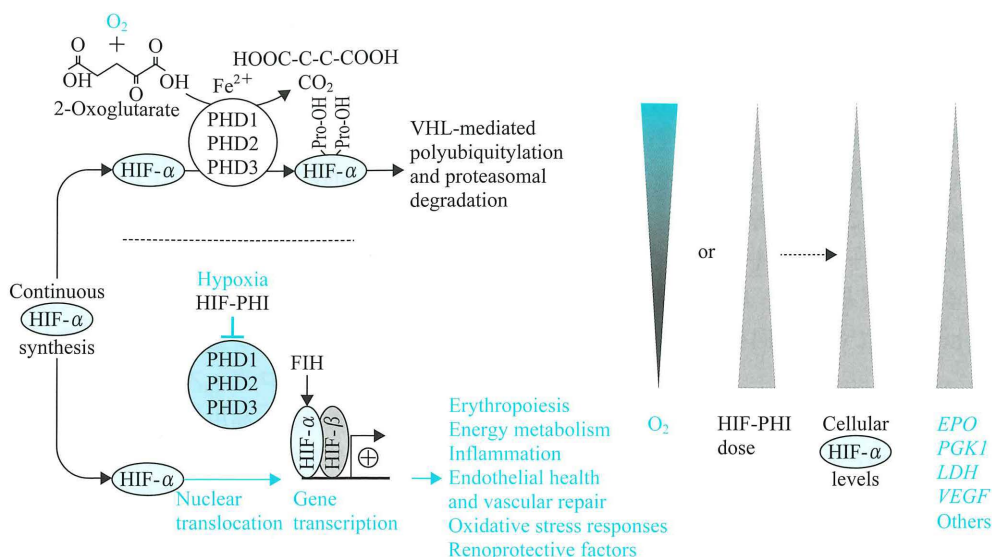 O₂
+
O
OH
O
O
OH
2-Oxoglutarate
HOOC-C-C-COOH
CO₂
Fe²⁺
PHD1
PHD2
PHD3
Pro-OH
Pro-OH
HIF-α
HIF-α
VHL-mediated
polyubiquitylation
and proteasomal
degradation
Continuous
HIF-α
synthesis
Hypoxia
HIF-PHI
PHD1
PHD2
PHD3
FIH
HIF-α
HIF-β
+
HIF-α
Nuclear
translocation
Gene
transcription
Erythropoiesis
Energy metabolism
Inflammation
Endothelial health
and vascular repair
Oxidative stress responses
Renoprotective factors
or
O₂
HIF-PHI
dose
Cellular
HIF-α
levels
EPO
PGK1
LDH
VEGF
Others